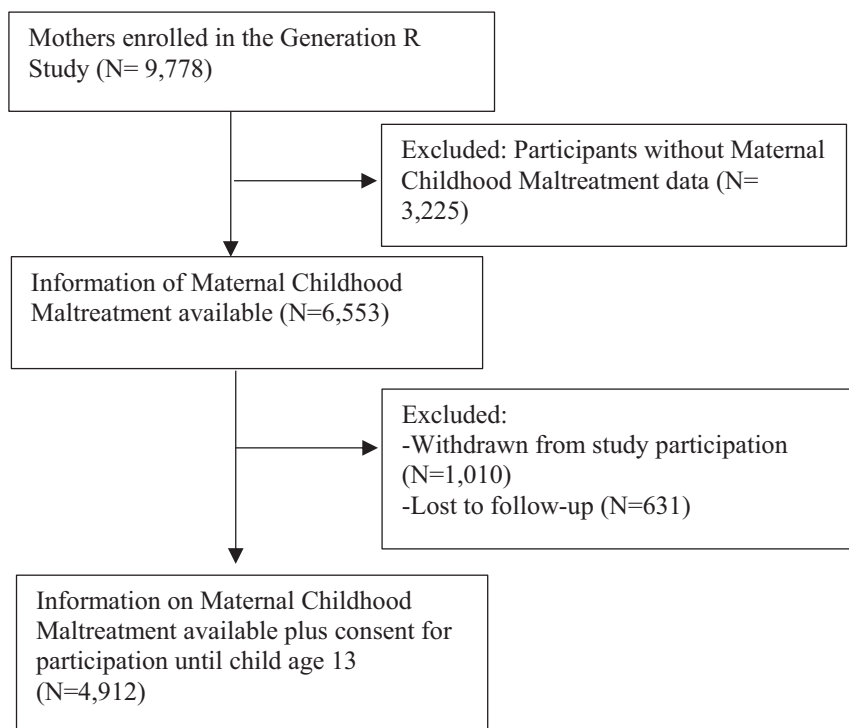 Mothers enrolled in the Generation R
Study (N= 9,778)
Excluded: Participants without Maternal
Childhood Maltreatment data (N=
3,225)
Information of Maternal Childhood
Maltreatment available (N=6,553)
Excluded:
-Withdrawn from study participation
(N=1,010)
-Lost to follow-up (N=631)
Information on Maternal Childhood
Maltreatment available plus consent for
participation until child age 13
(N=4,912)